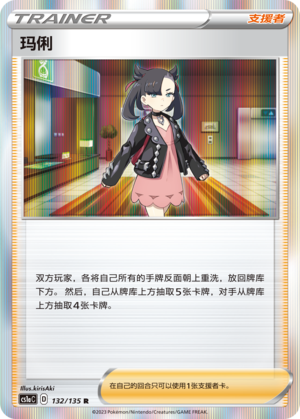 TRAINER
支援者
玛俐
双方玩家，各将自己所有的手牌反面朝上重洗，放回牌库
下方。然后，自己从牌库上方抽取5张卡牌，对手从牌库
上方抽取4张卡牌。
Illus.kirisAki
CS1aC D 132/135 R
在自己的回合只可以使用1张支援者卡。
©2023 Pokémon/Nintendo/Creatures/GAME FREAK.